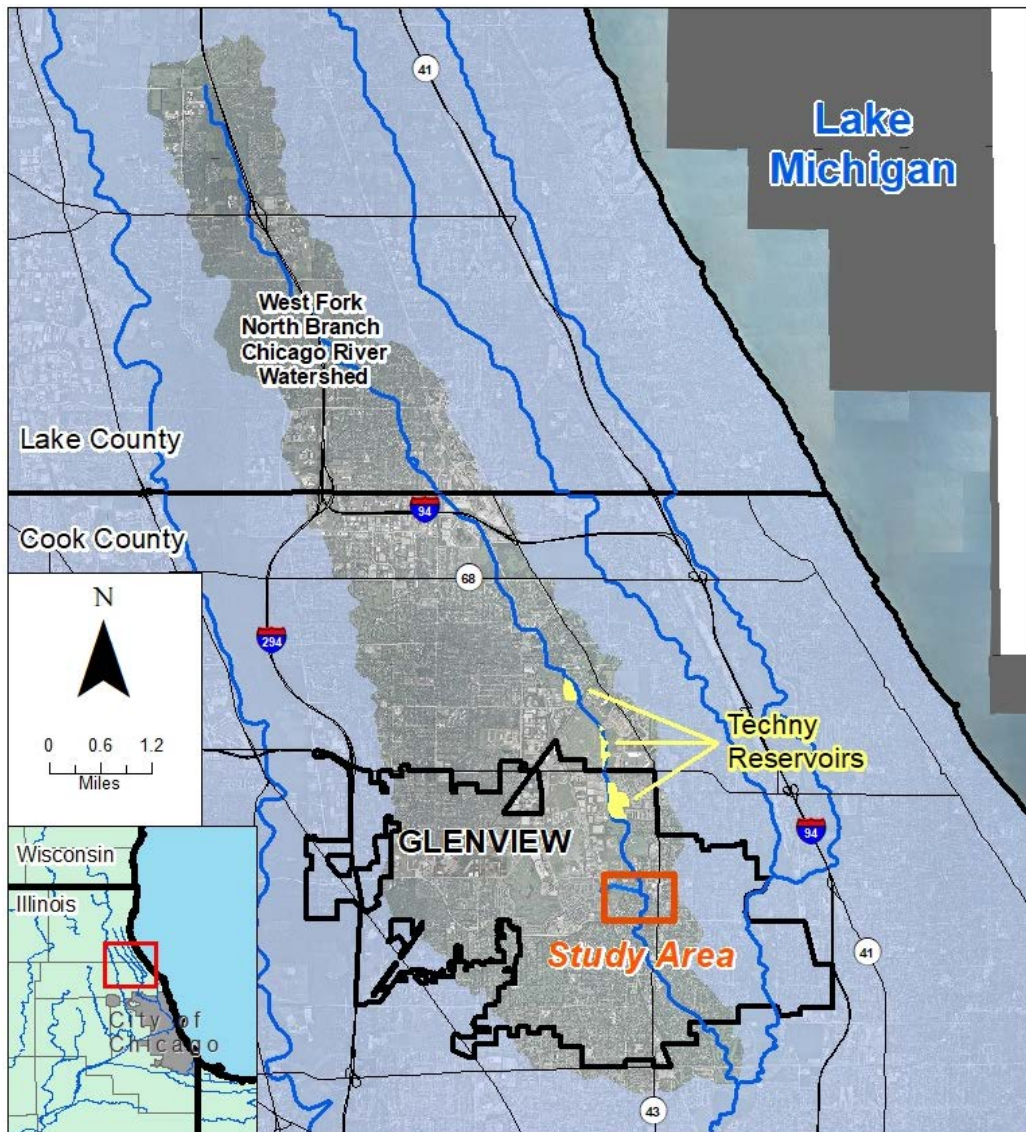 41
Lake
Michigan
West Fork
North Branch
Chicago River
Watershed
Lake County
Cook County
94
68
N
294
0 0.6 1.2
Miles
Techny
Reservoirs
GLENVIEW
94
Wisconsin
Illinois
Study Area
41
City of
Chicago
43